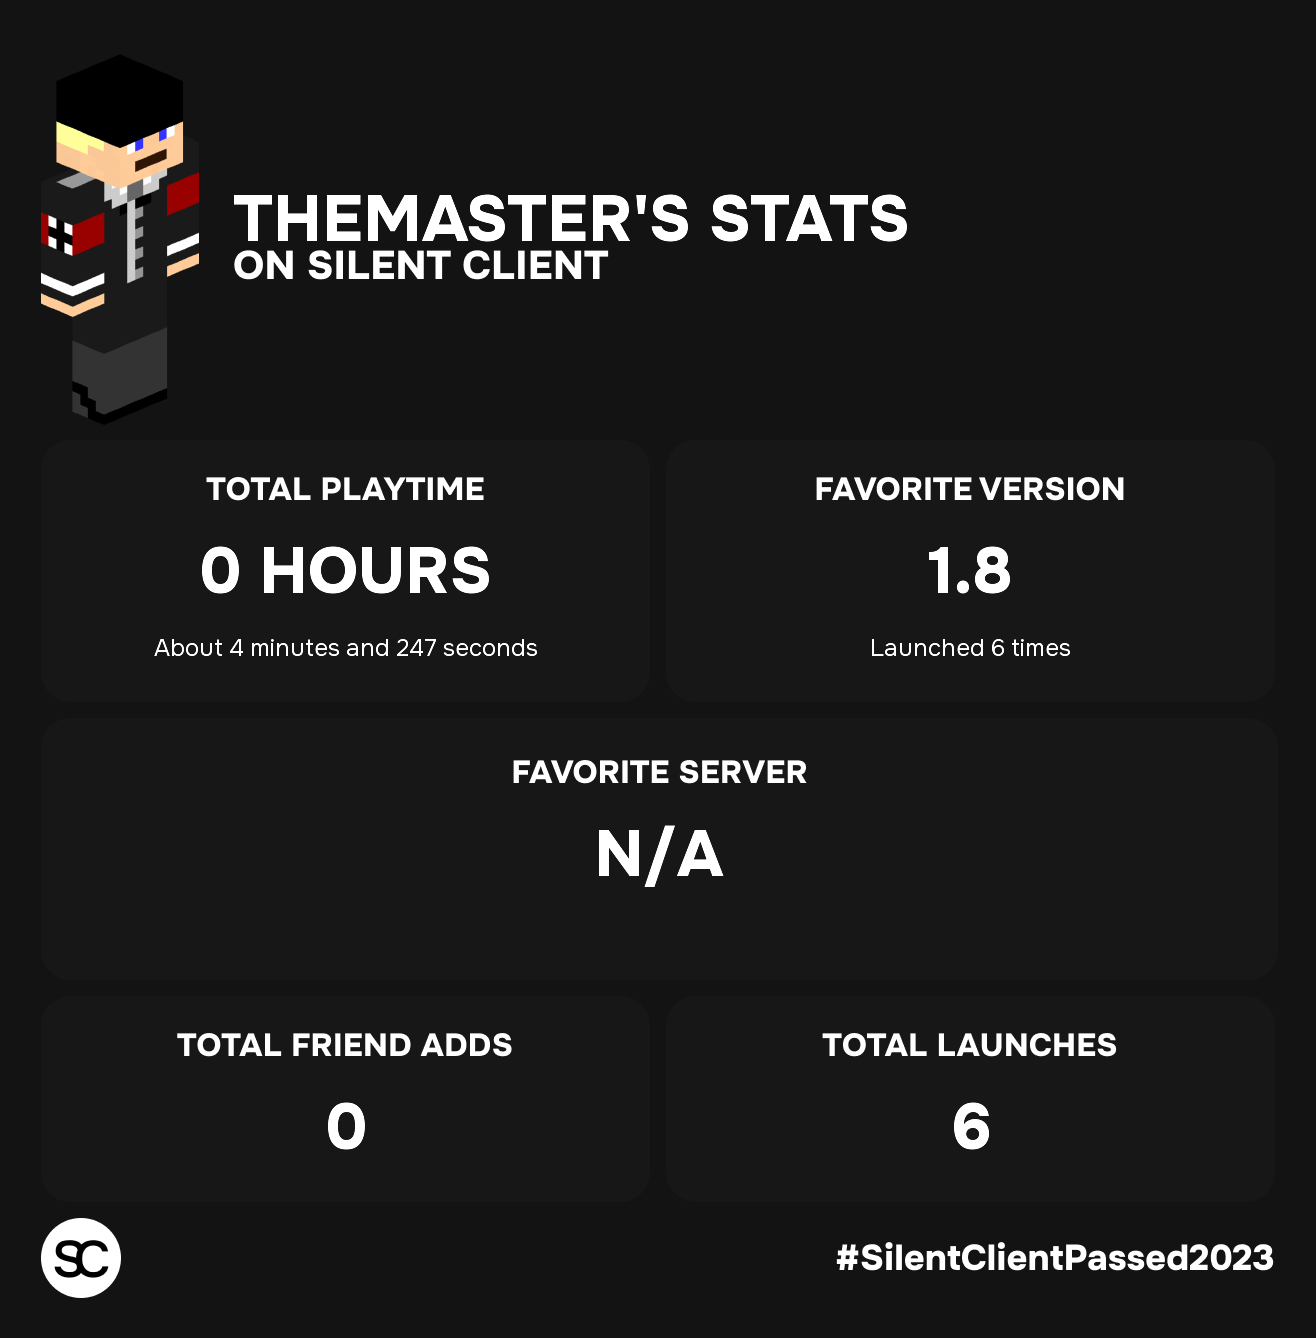 THEMASTER'S STATS
ON SILENT CLIENT
TOTAL PLAYTIME
0 HOURS
About 4 minutes and 247 seconds
FAVORITE VERSION
1.8
Launched 6 times
FAVORITE SERVER
N/A
TOTAL FRIEND ADDS
0
TOTAL LAUNCHES
6
SC
#SilentClientPassed2023